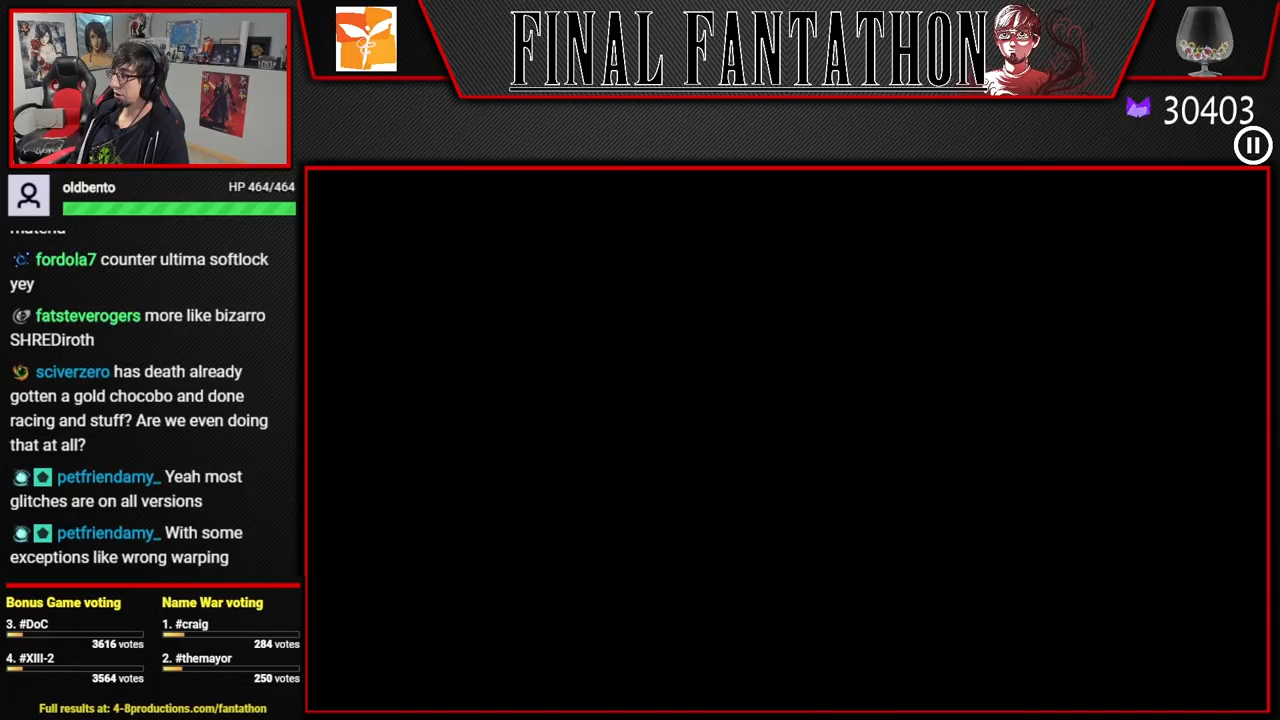 FINAL FANTATHON
30403
oldbento HP 464/464
materia
fordola7 counter ultima softlock
yey
fatsteverogers more like bizarro
SHREDiroth
sciverzero has death already
gotten a gold chocobo and done
racing and stuff? Are we even doing
that at all?
petfriendamy_ Yeah most
glitches are on all versions
petfriendamy_ With some
exceptions like wrong warping
Bonus Game voting
3. #DoC
3616 votes
4. #XIII-2
3564 votes
Name War voting
1. #craig
284 votes
2. #themayor
250 votes
Full results at: 4-8productions.com/fantathon